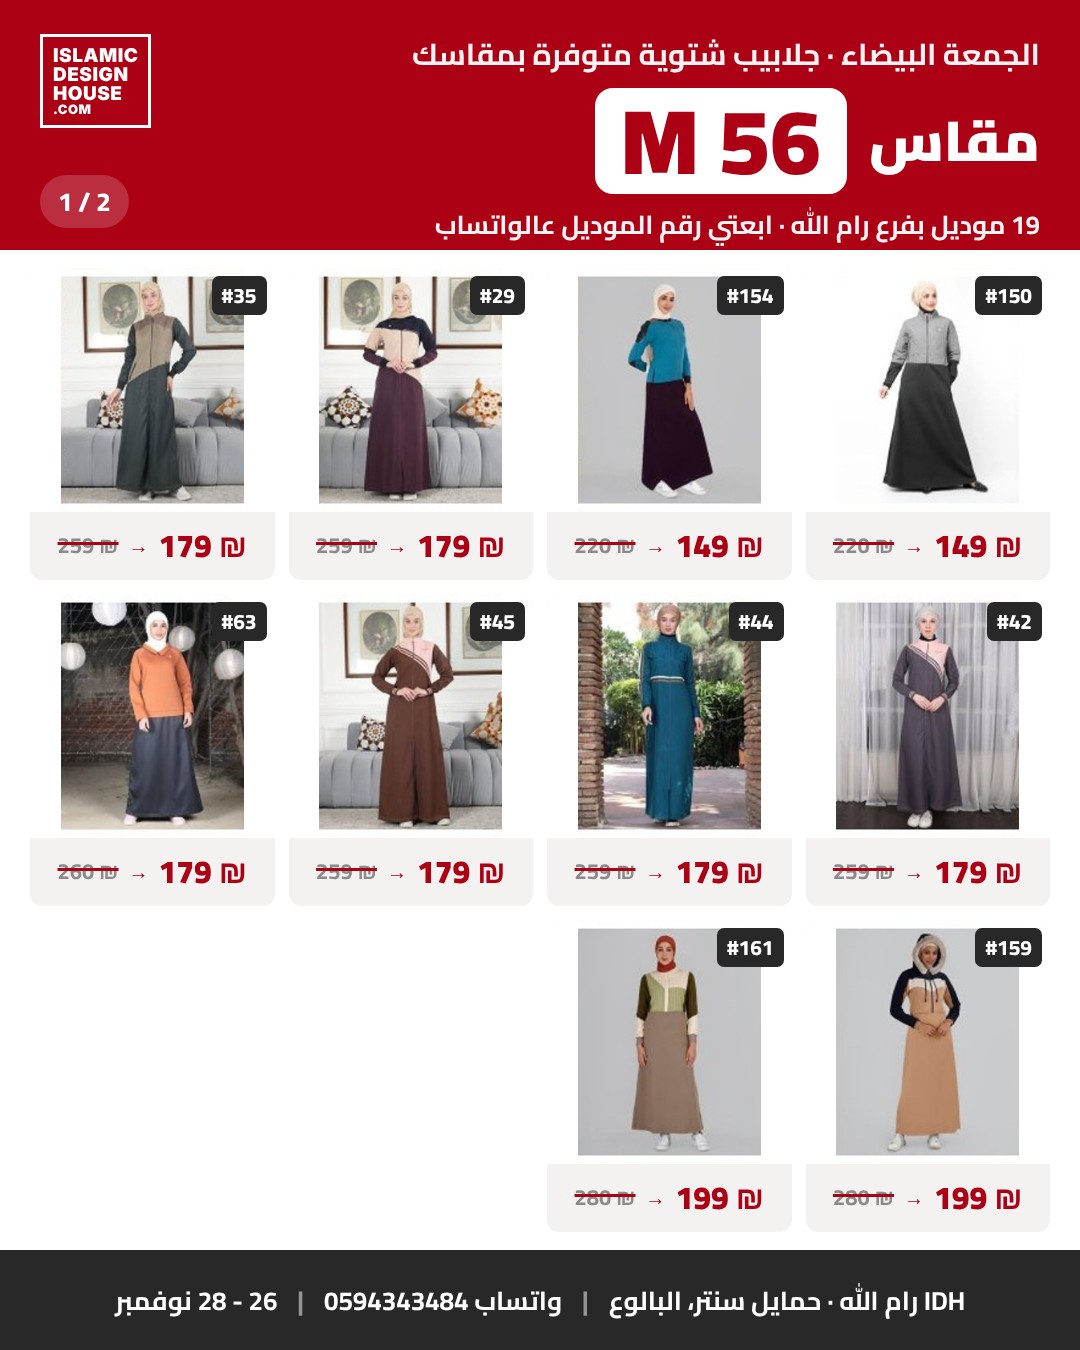 ISLAMIC
DESIGN
HOUSE
.COM
الجمعة البيضاء · جلابيب شتوية متوفرة بمقاسك
مقاس M 56
1 / 2
19 موديل بفرع رام الله · ابعتي رقم الموديل عالواتساب
#150
#154
#29
#35
149 ₪ → 220 ₪
149 ₪ → 220 ₪
179 ₪ → 259 ₪
179 ₪ → 259 ₪
#42
#44
#45
#63
179 ₪ → 259 ₪
179 ₪ → 259 ₪
179 ₪ → 259 ₪
179 ₪ → 260 ₪
#159
#161
199 ₪ → 280 ₪
199 ₪ → 280 ₪
IDH رام الله · حمايل سنتر، البالوع | واتساب 0594343484 | 26 - 28 نوفمبر